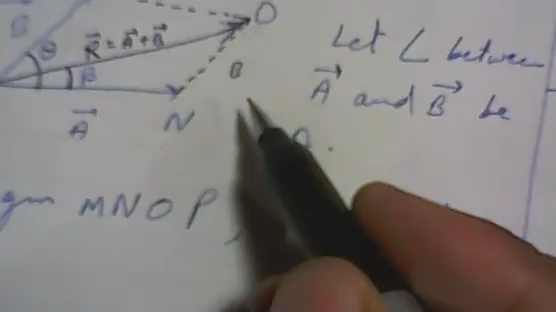 B
θ
R⃗ = A⃗ + B⃗
O
β
B
A⃗
N
Let ∠ between
A⃗ and B⃗ be
θ.
gm MNOP,